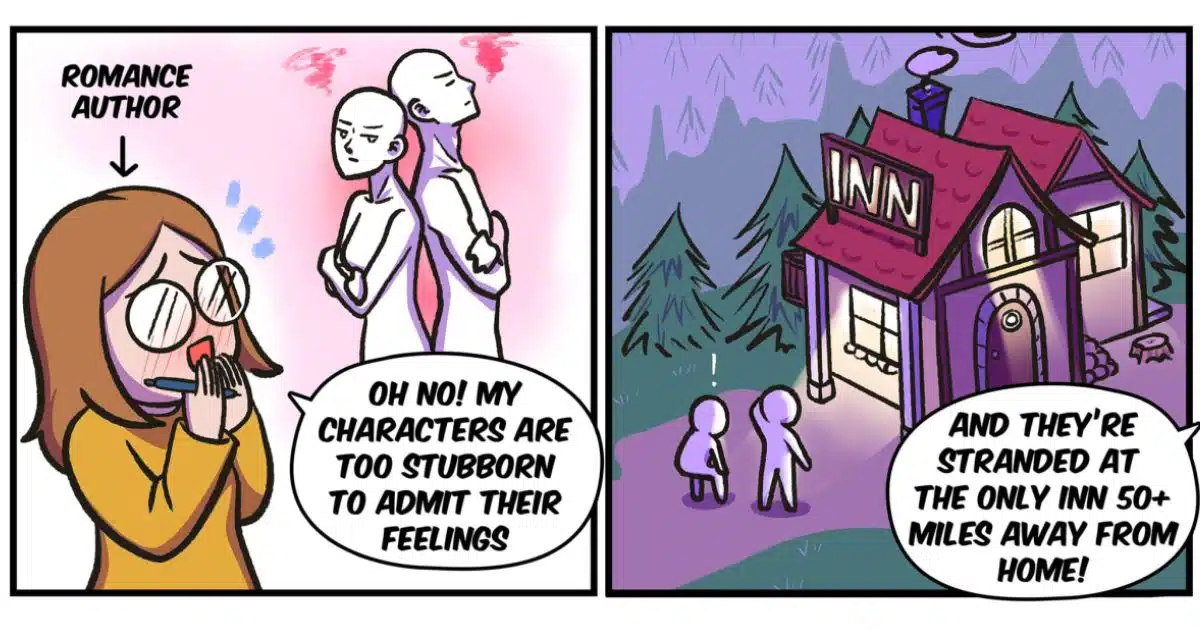 ROMANCE
AUTHOR
OH NO! MY
CHARACTERS ARE
TOO STUBBORN
TO ADMIT THEIR
FEELINGS
INN
!
AND THEY'RE
STRANDED AT
THE ONLY INN 50+
MILES AWAY FROM
HOME!